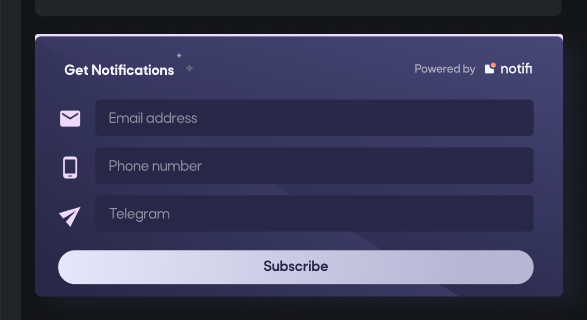 Get Notifications
Powered by notifi
Email address
Phone number
Telegram
Subscribe